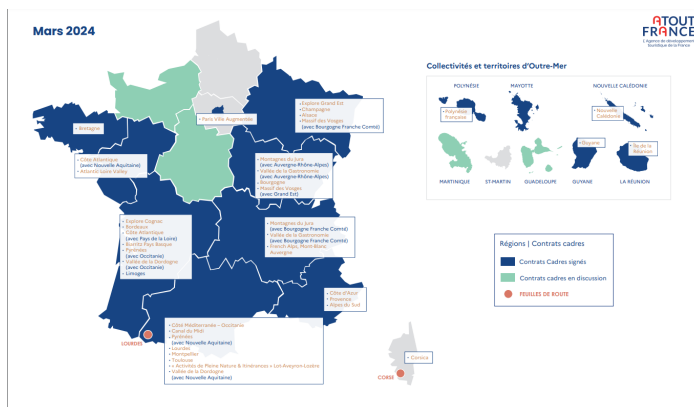 Mars 2024
ATOUT
FRANCE
L'Agence de développement
touristique de la France
Collectivités et territoires d'Outre-Mer
POLYNÉSIE
MAYOTTE
NOUVELLE CALÉDONIE
• Polynésie
française
• Nouvelle
Calédonie
• Guyane
• Ile de la
Réunion
MARTINIQUE
ST-MARTIN
GUADELOUPE
GUYANE
LA RÉUNION
• Explore Grand Est
• Champagne
• Alsace
• Massif des Vosges
(avec Bourgogne Franche Comté)
• Paris Ville Augmentée
• Bretagne
• Côte Atlantique
(avec Nouvelle Aquitaine)
• Atlantic Loire Valley
• Montagnes du Jura
(avec Auvergne-Rhône-Alpes)
• Vallée de la Gastronomie
(avec Auvergne-Rhône-Alpes)
• Bourgogne
• Massif des Vosges
(avec Grand Est)
• Explore Cognac
• Bordeaux
• Côte Atlantique
(avec Pays de la Loire)
• Biarritz Pays Basque
• Pyrénées
(avec Occitanie)
• Vallée de la Dordogne
(avec Occitanie)
• Limoges
• Montagnes du Jura
(avec Bourgogne Franche Comté)
• Vallée de la Gastronomie
(avec Bourgogne Franche Comté)
• French Alps, Mont-Blanc
Auvergne
• Côte d'Azur
• Provence
• Alpes du Sud
• Côte Méditerranée – Occitanie
• Canal du Midi
• Pyrénées
(avec Nouvelle Aquitaine)
• Lourdes
• Montpellier
• Toulouse
• « Activités de Pleine Nature & Itinérances » Lot-Aveyron-Lozère
• Vallée de la Dordogne
(avec Nouvelle Aquitaine)
LOURDES
• Corsica
CORSE
Régions | Contrats cadres
Contrats Cadres signés
Contrats cadres en discussion
FEUILLES DE ROUTE